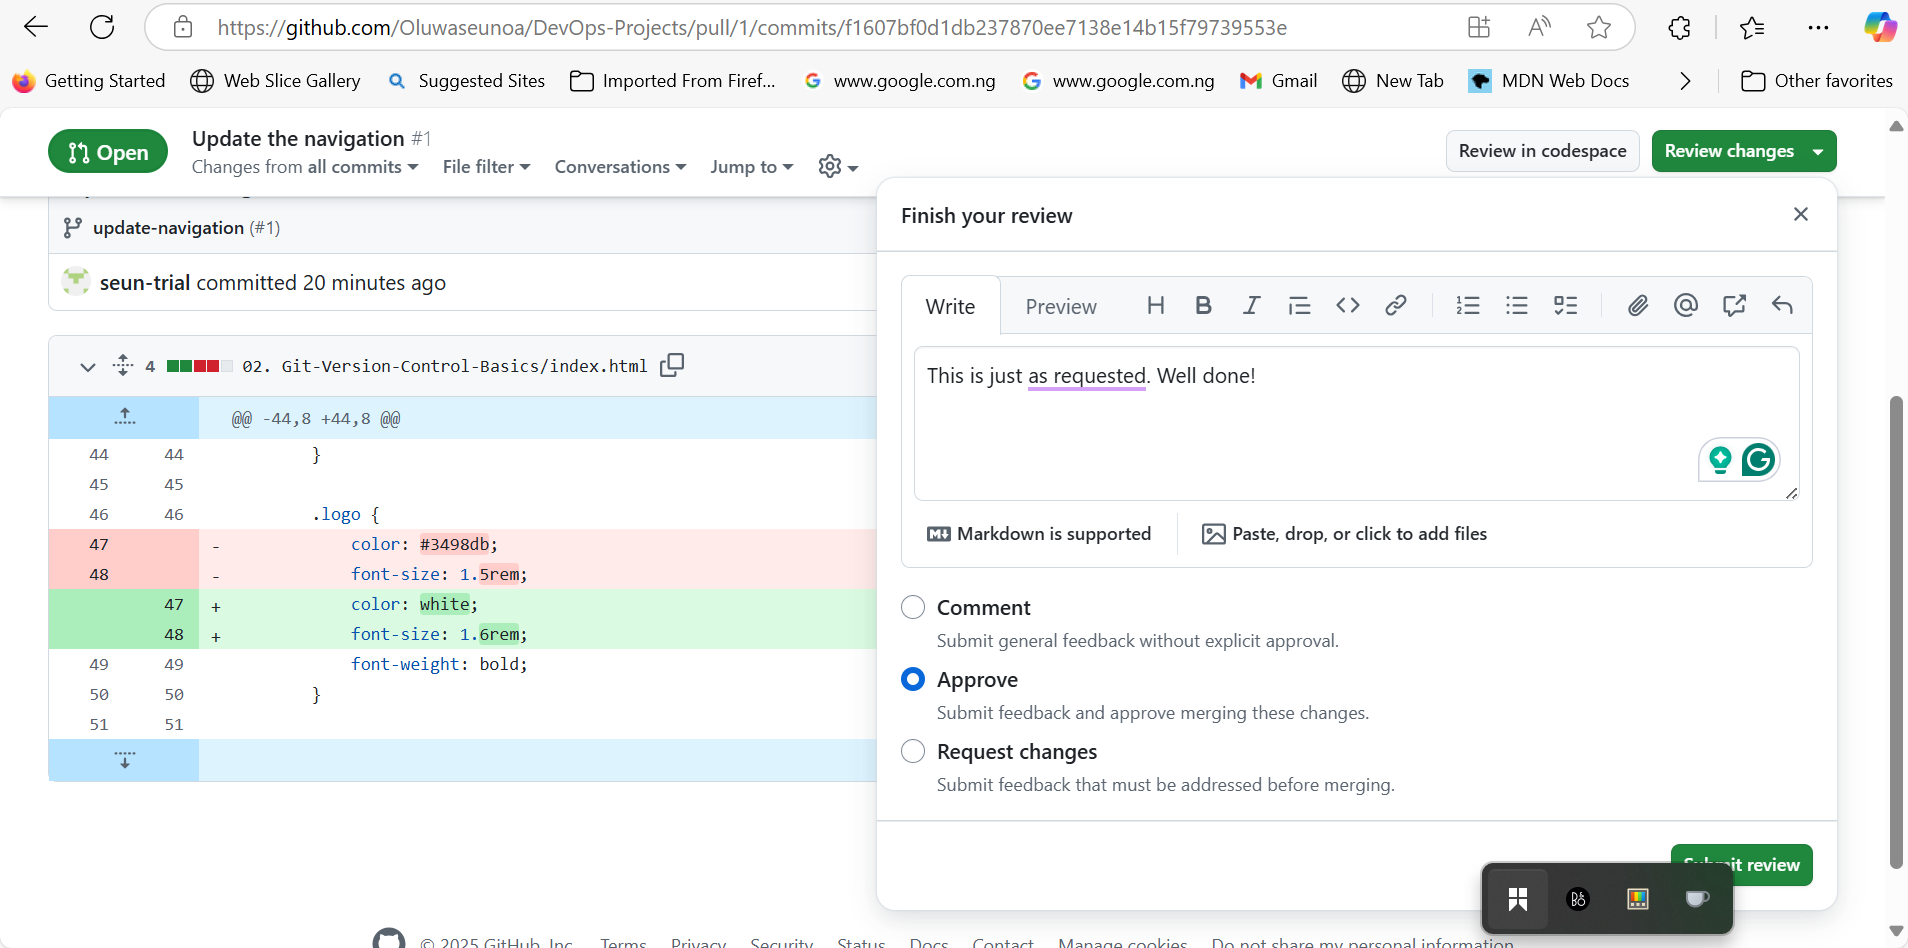 https://github.com/Oluwaseunoa/DevOps-Projects/pull/1/commits/f1607bf0d1db237870ee7138e14b15f79739553e
Getting Started Web Slice Gallery Suggested Sites Imported From Firef... www.google.com.ng www.google.com.ng Gmail New Tab MDN Web Docs Other favorites
Open
Update the navigation #1
Changes from all commits File filter Conversations Jump to
Review in codespace
Review changes
update-navigation (#1)
seun-trial committed 20 minutes ago
4 02. Git-Version-Control-Basics/index.html
@@ -44,8 +44,8 @@
44 44 }
45 45
46 46 .logo {
47 - color: #3498db;
48 - font-size: 1.5rem;
47 + color: white;
48 + font-size: 1.6rem;
49 49 font-weight: bold;
50 50 }
51 51
Finish your review
Write Preview
This is just as requested. Well done!
Markdown is supported
Paste, drop, or click to add files
Comment
Submit general feedback without explicit approval.
Approve
Submit feedback and approve merging these changes.
Request changes
Submit feedback that must be addressed before merging.
Submit review
© 2025 GitHub, Inc. Terms Privacy Security Status Docs Contact Manage cookies Do not share my personal information